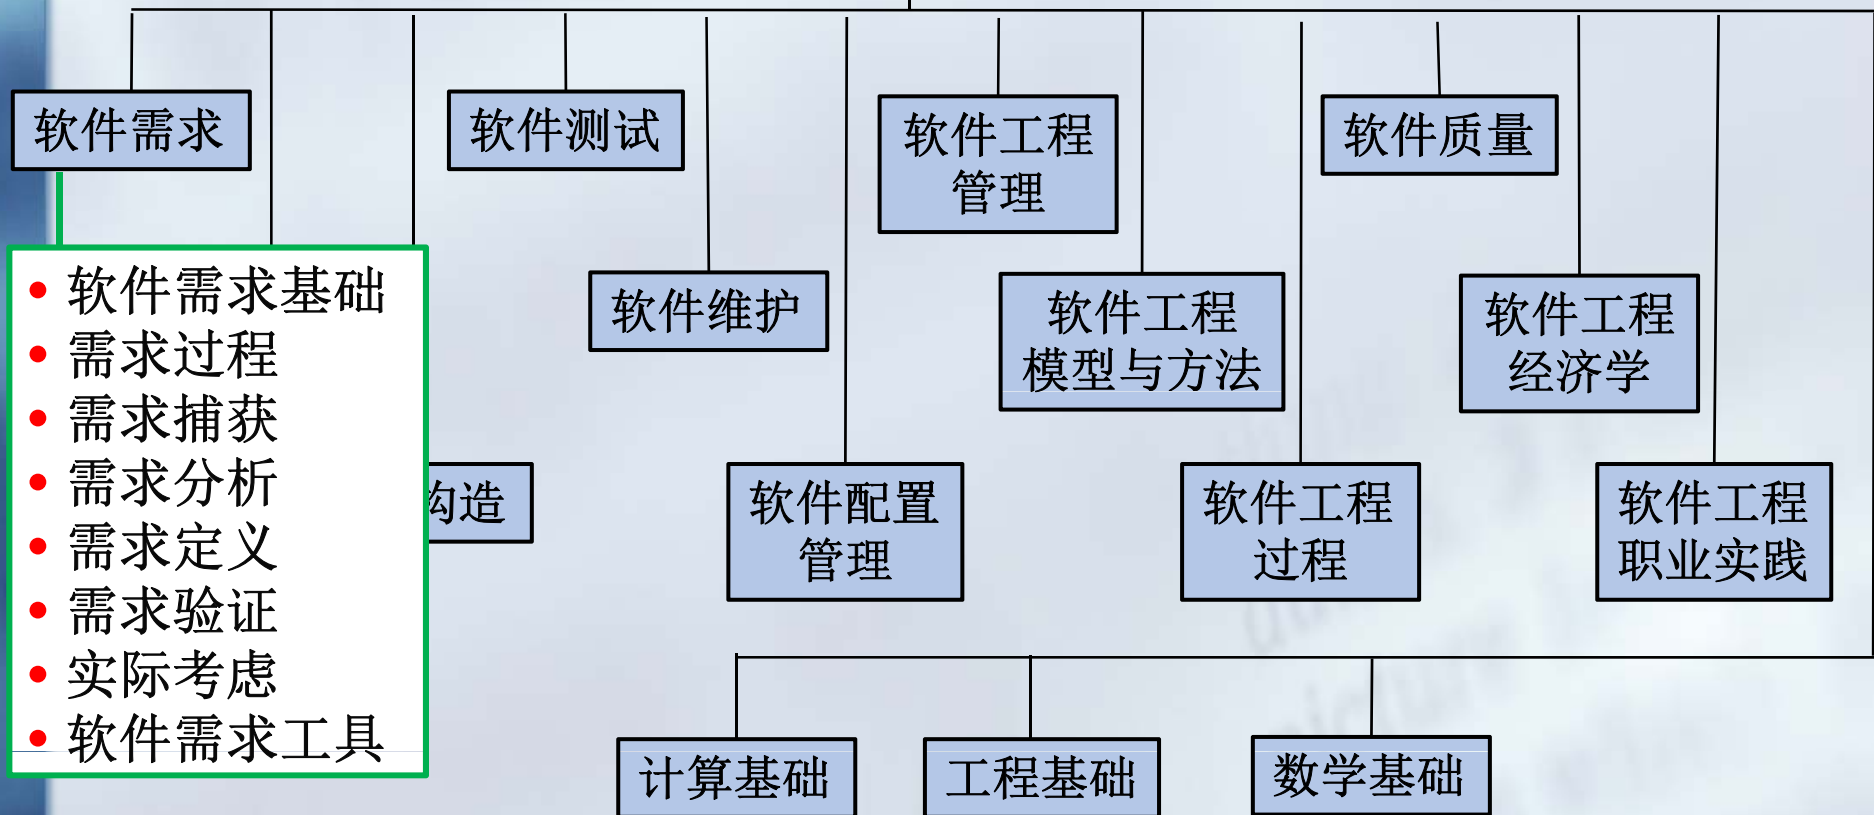 软件需求
软件测试
软件工程
管理
软件质量
软件维护
软件工程
模型与方法
软件工程
经济学
• 软件需求基础
• 需求过程
• 需求捕获
• 需求分析
• 需求定义
• 需求验证
• 实际考虑
• 软件需求工具
构造
软件配置
管理
软件工程
过程
软件工程
职业实践
计算基础
工程基础
数学基础